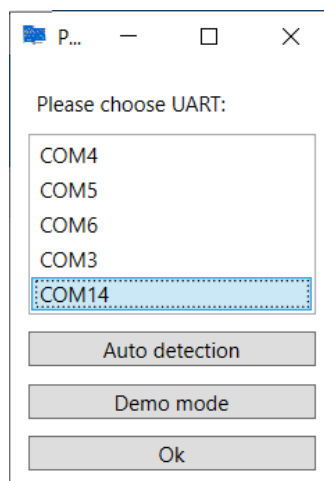 P...
Please choose UART:
COM4
COM5
COM6
COM3
COM14
Auto detection
Demo mode
Ok